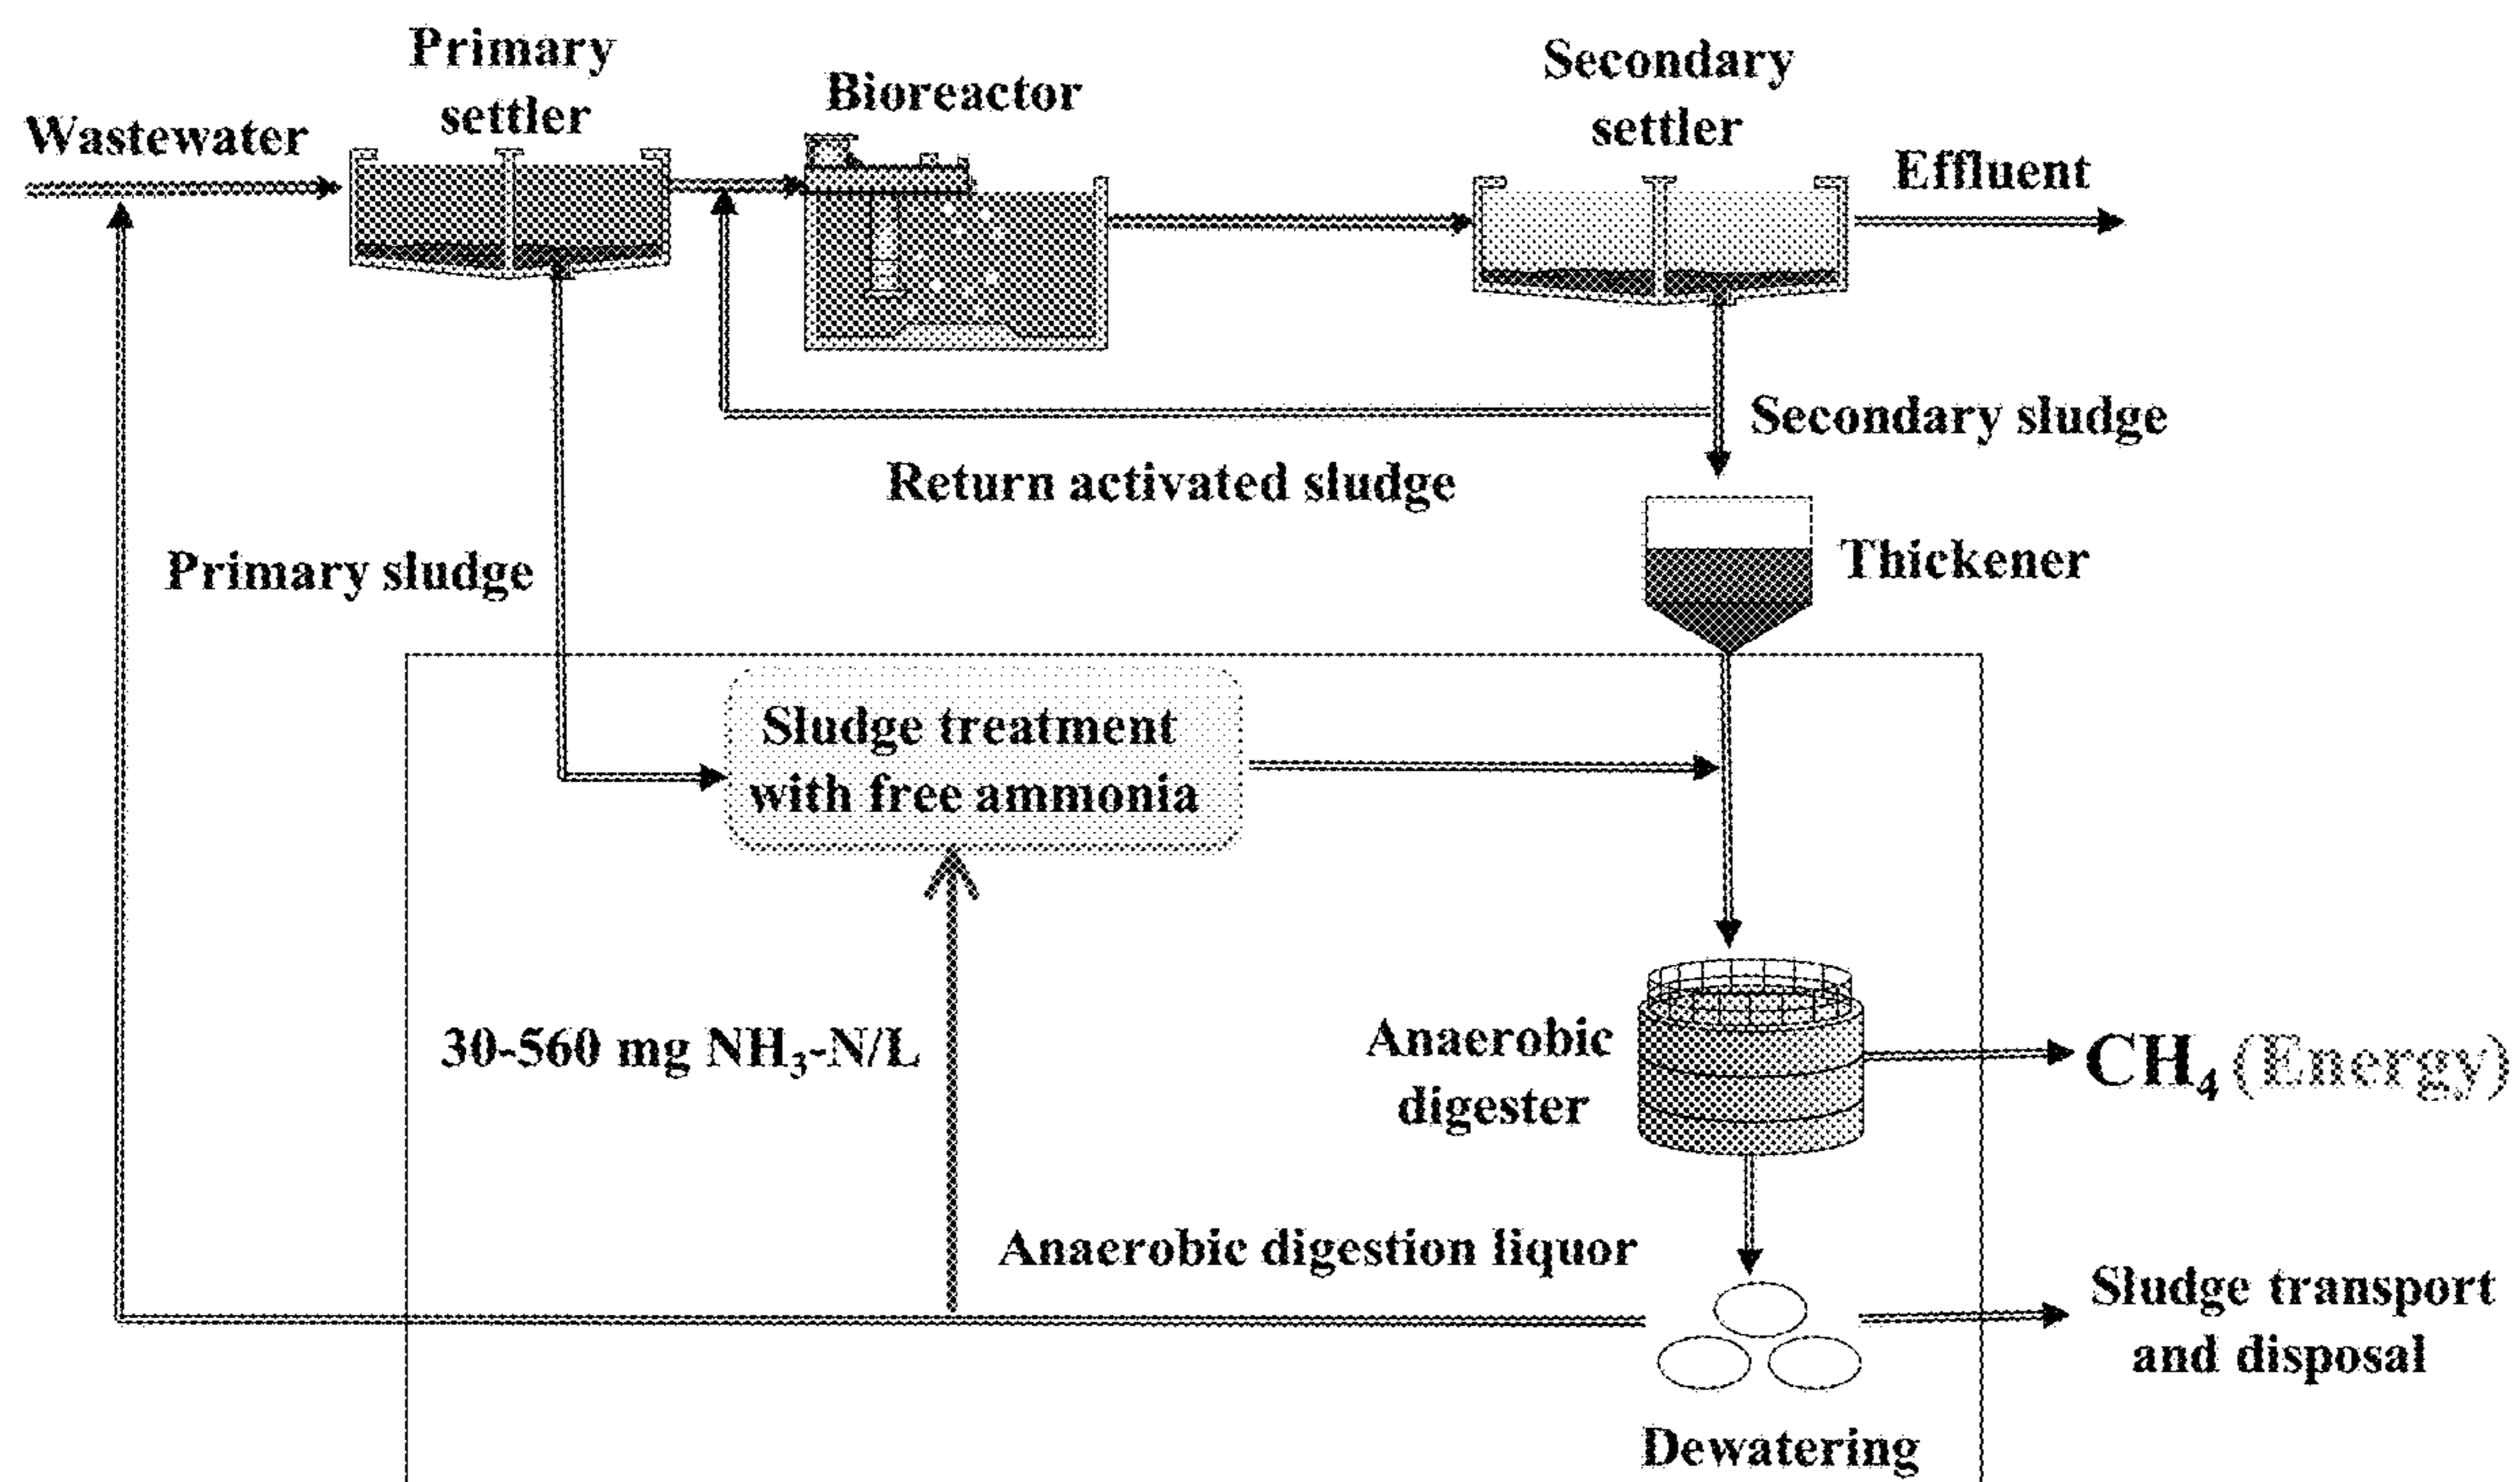 Primary
settler
Bioreactor
Secondary
settler
Wastewater
Effluent
Return activated sludge
Secondary sludge
Primary sludge
Thickener
Sludge treatment
with free ammonia
30-560 mg NH₃-N/L
Anaerobic
digester
CH₄ (Energy)
Anaerobic digestion liquor
Sludge transport
and disposal
Dewatering